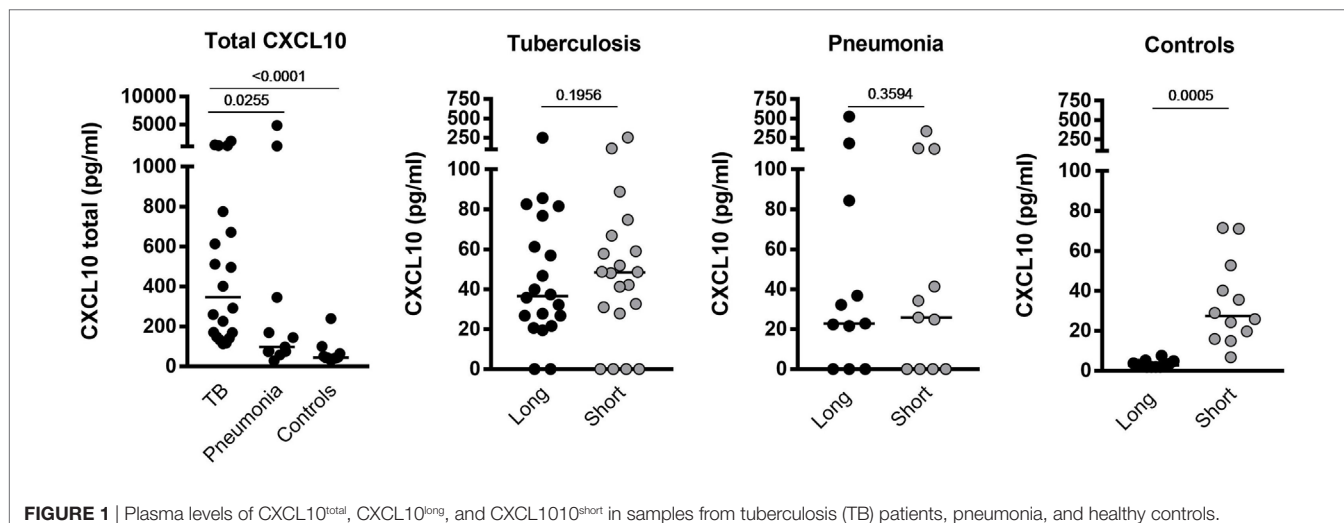 Total CXCL10
<0.0001
0.0255
10000
5000
1000
800
600
400
200
0
CXCL10 total (pg/ml)
TB
Pneumonia
Controls
Tuberculosis
0.1956
750
500
250
100
80
60
40
20
0
CXCL10 (pg/ml)
Long
Short
Pneumonia
0.3594
750
500
250
100
80
60
40
20
0
CXCL10 (pg/ml)
Long
Short
Controls
0.0005
750
500
250
100
80
60
40
20
0
CXCL10 (pg/ml)
Long
Short
FIGURE 1 | Plasma levels of CXCL10total, CXCL10long, and CXCL1010short in samples from tuberculosis (TB) patients, pneumonia, and healthy controls.